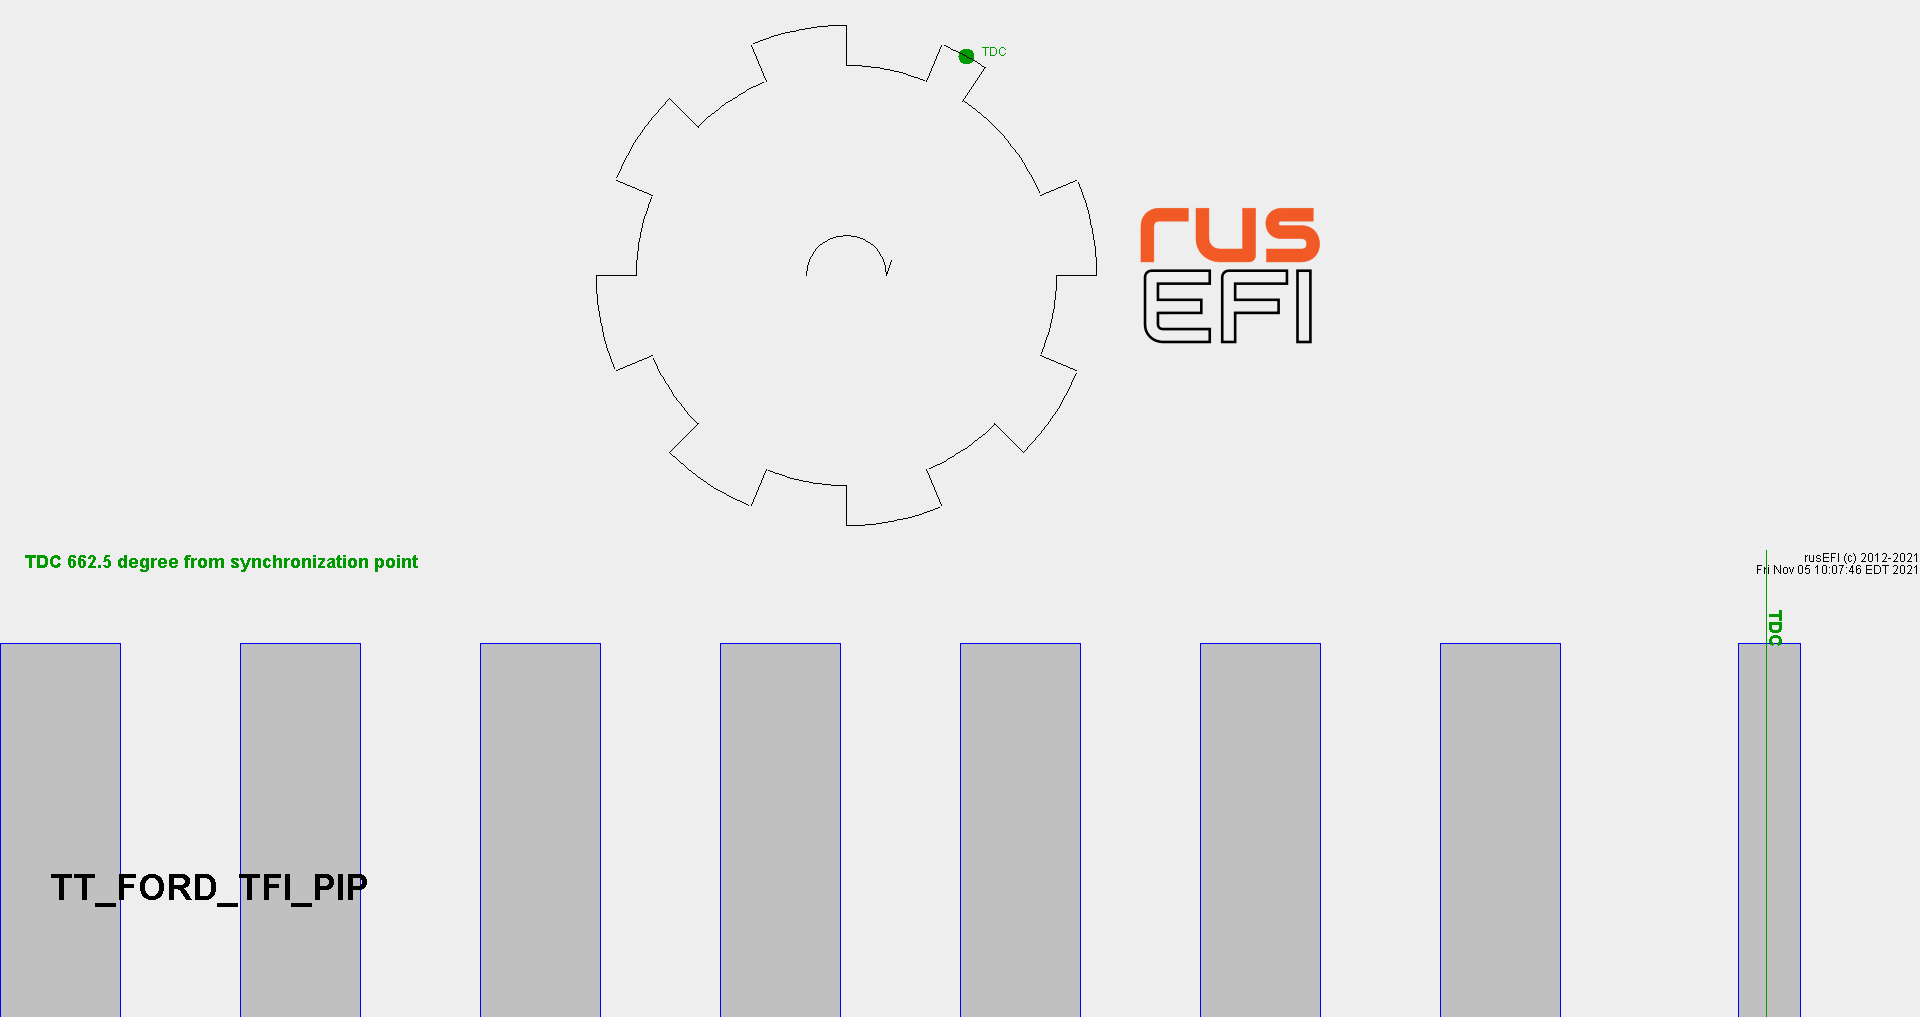 TDC
rus
EFI
TDC 662.5 degree from synchronization point
rusEFI (c) 2012-2021
Fri Nov 05 10:07:46 EDT 2021
TDC
TT_FORD_TFI_PIP